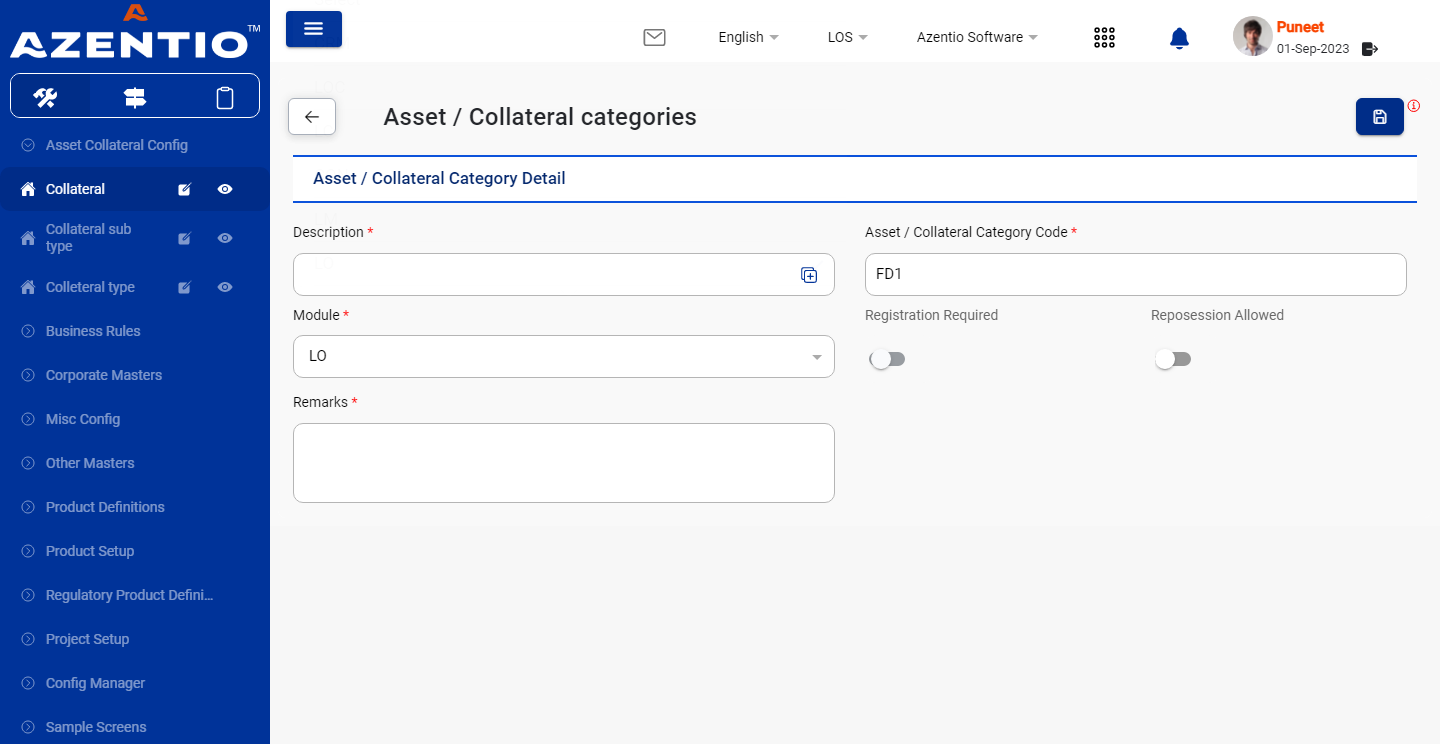 AZENTIO™
English
LOS
Azentio Software
Puneet
01-Sep-2023
Asset Collateral Config
Collateral
Collateral sub
type
Colleteral type
Business Rules
Corporate Masters
Misc Config
Other Masters
Product Definitions
Product Setup
Regulatory Product Defini...
Project Setup
Config Manager
Sample Screens
Asset / Collateral categories
Asset / Collateral Category Detail
Description *
Asset / Collateral Category Code *
FD1
Module *
Registration Required
Reposession Allowed
LO
Remarks *